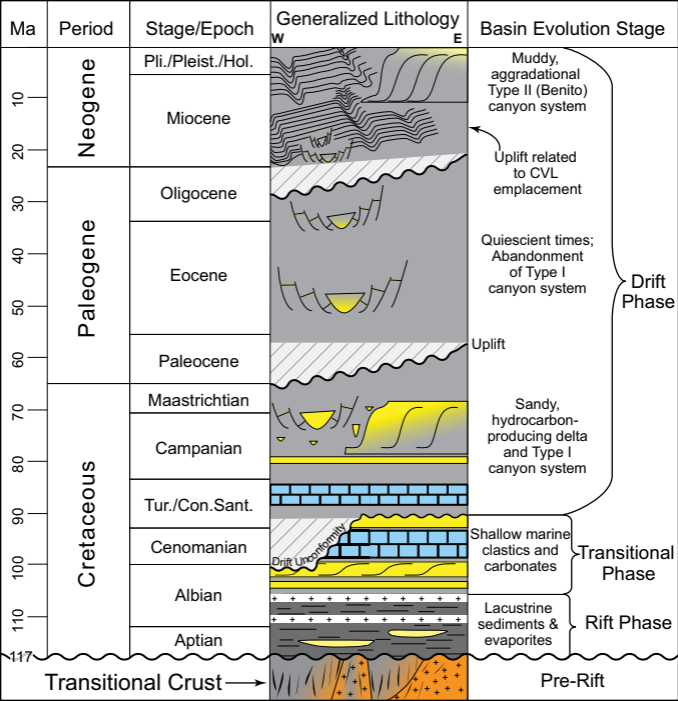 Ma
Period
Stage/Epoch
Generalized Lithology
W
E
Basin Evolution Stage
10
20
30
40
50
60
70
80
90
100
110
117
Neogene
Paleogene
Cretaceous
Pli./Pleist./Hol.
Miocene
Oligocene
Eocene
Paleocene
Maastrichtian
Campanian
Tur./Con.Sant.
Cenomanian
Albian
Aptian
Drift Unconformity
Muddy,
aggradational
Type II (Benito)
canyon system
Uplift related
to CVL
emplacement
Quiescient times;
Abandonment
of Type I
canyon system
Uplift
Sandy,
hydrocarbon-
producing delta
and Type I
canyon system
Drift
Phase
Shallow marine
clastics and
carbonates
Transitional
Phase
Lacustrine
sediments &
evaporites
Rift Phase
Transitional Crust
Pre-Rift